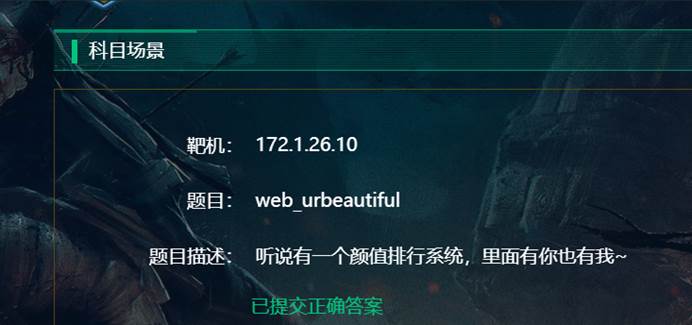 科目场景
靶机： 172.1.26.10
题目： web_urbeautiful
题目描述： 听说有一个颜值排行系统，里面有你也有我~
已提交正确答案